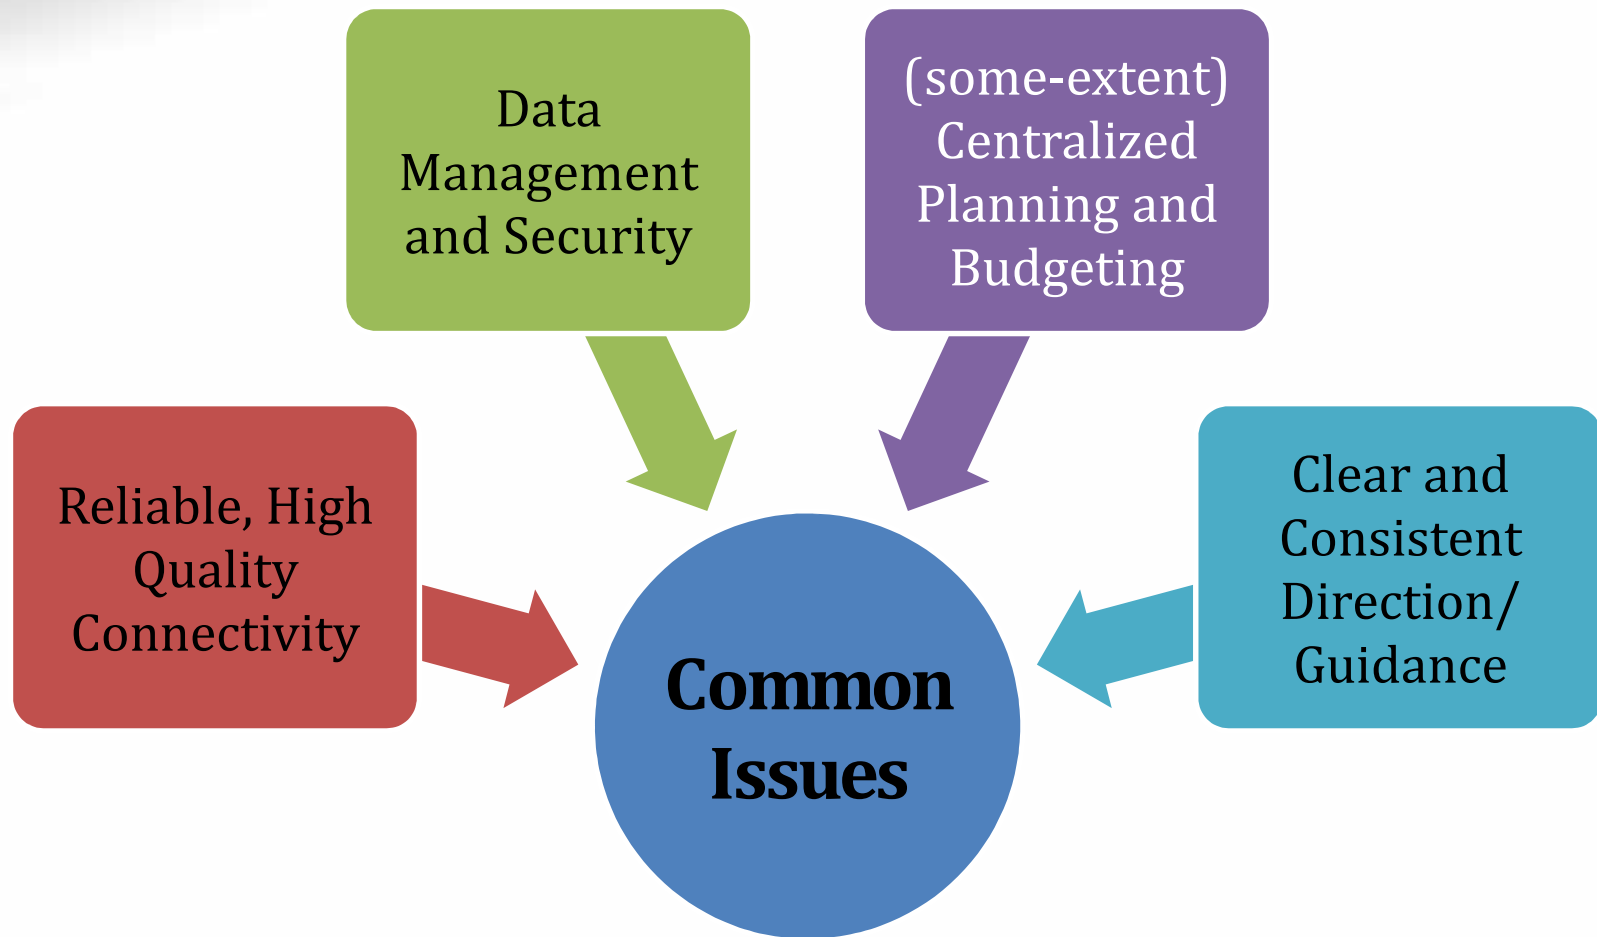 Data
Management
and Security
(some-extent)
Centralized
Planning and
Budgeting
Reliable, High
Quality
Connectivity
Clear and
Consistent
Direction/
Guidance
Common
Issues